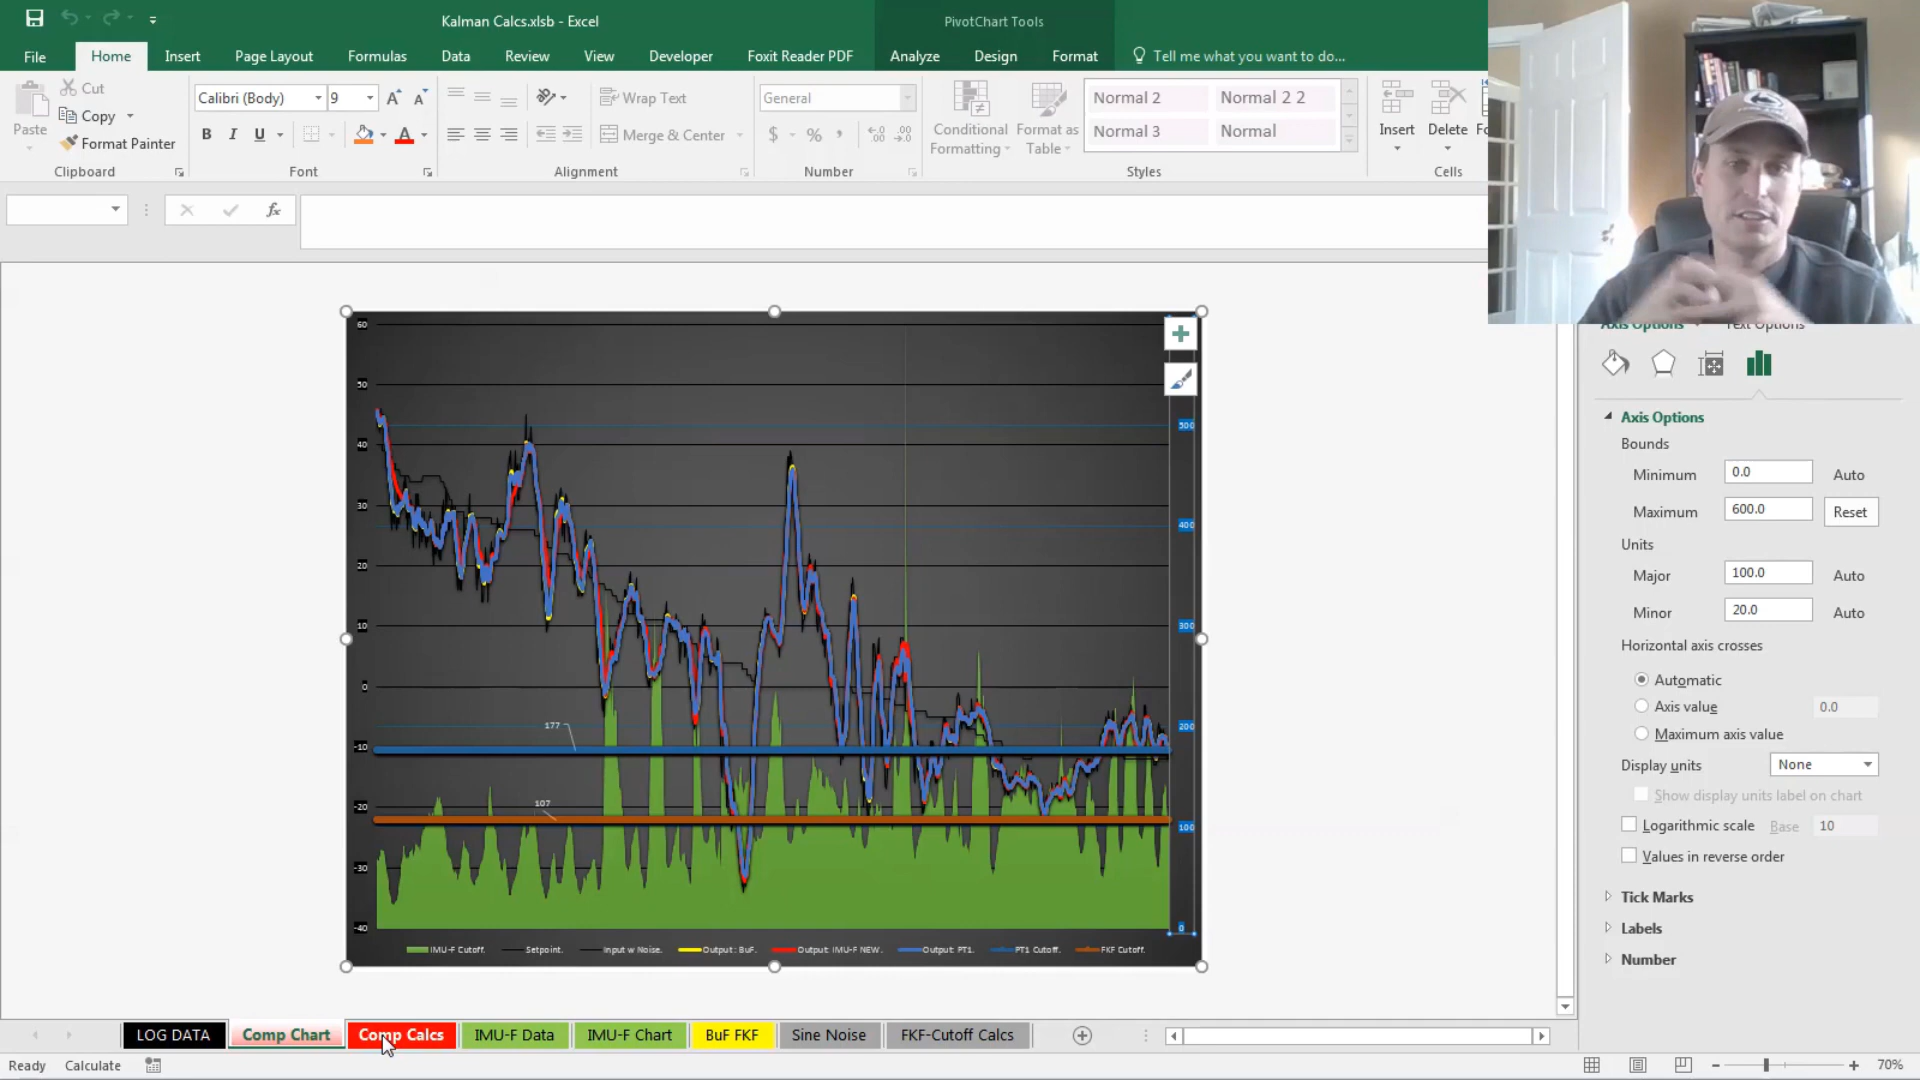 Kalman Calcs.xlsb - Excel
PivotChart Tools
File
Home
Insert
Page Layout
Formulas
Data
Review
View
Developer
Foxit Reader PDF
Analyze
Design
Format
Tell me what you want to do...
Paste
Cut
Copy
Format Painter
Clipboard
Calibri (Body)
9
B I U
A
Font
Wrap Text
Merge & Center
Alignment
General
$ % ,
Number
Conditional Formatting
Format as Table
Normal 2
Normal 2 2
Normal 3
Normal
Styles
Insert
Delete
Cells
fx
60
50
40
30
20
10
0
-10
-20
-30
-40
500
400
300
200
100
0
177
107
IMU-F Cutoff.
Setpoint.
Input w Noise.
Output: BuF.
Output: IMU-F NEW.
Output: PT1.
PT1 Cutoff.
FKF Cutoff.
Axis Options
Text Options
Axis Options
Bounds
Minimum 0.0 Auto
Maximum 600.0 Reset
Units
Major 100.0 Auto
Minor 20.0 Auto
Horizontal axis crosses
Automatic
Axis value 0.0
Maximum axis value
Display units None
Show display units label on chart
Logarithmic scale Base 10
Values in reverse order
Tick Marks
Labels
Number
LOG DATA
Comp Chart
Comp Calcs
IMU-F Data
IMU-F Chart
BuF FKF
Sine Noise
FKF-Cutoff Calcs
Ready
Calculate
70%